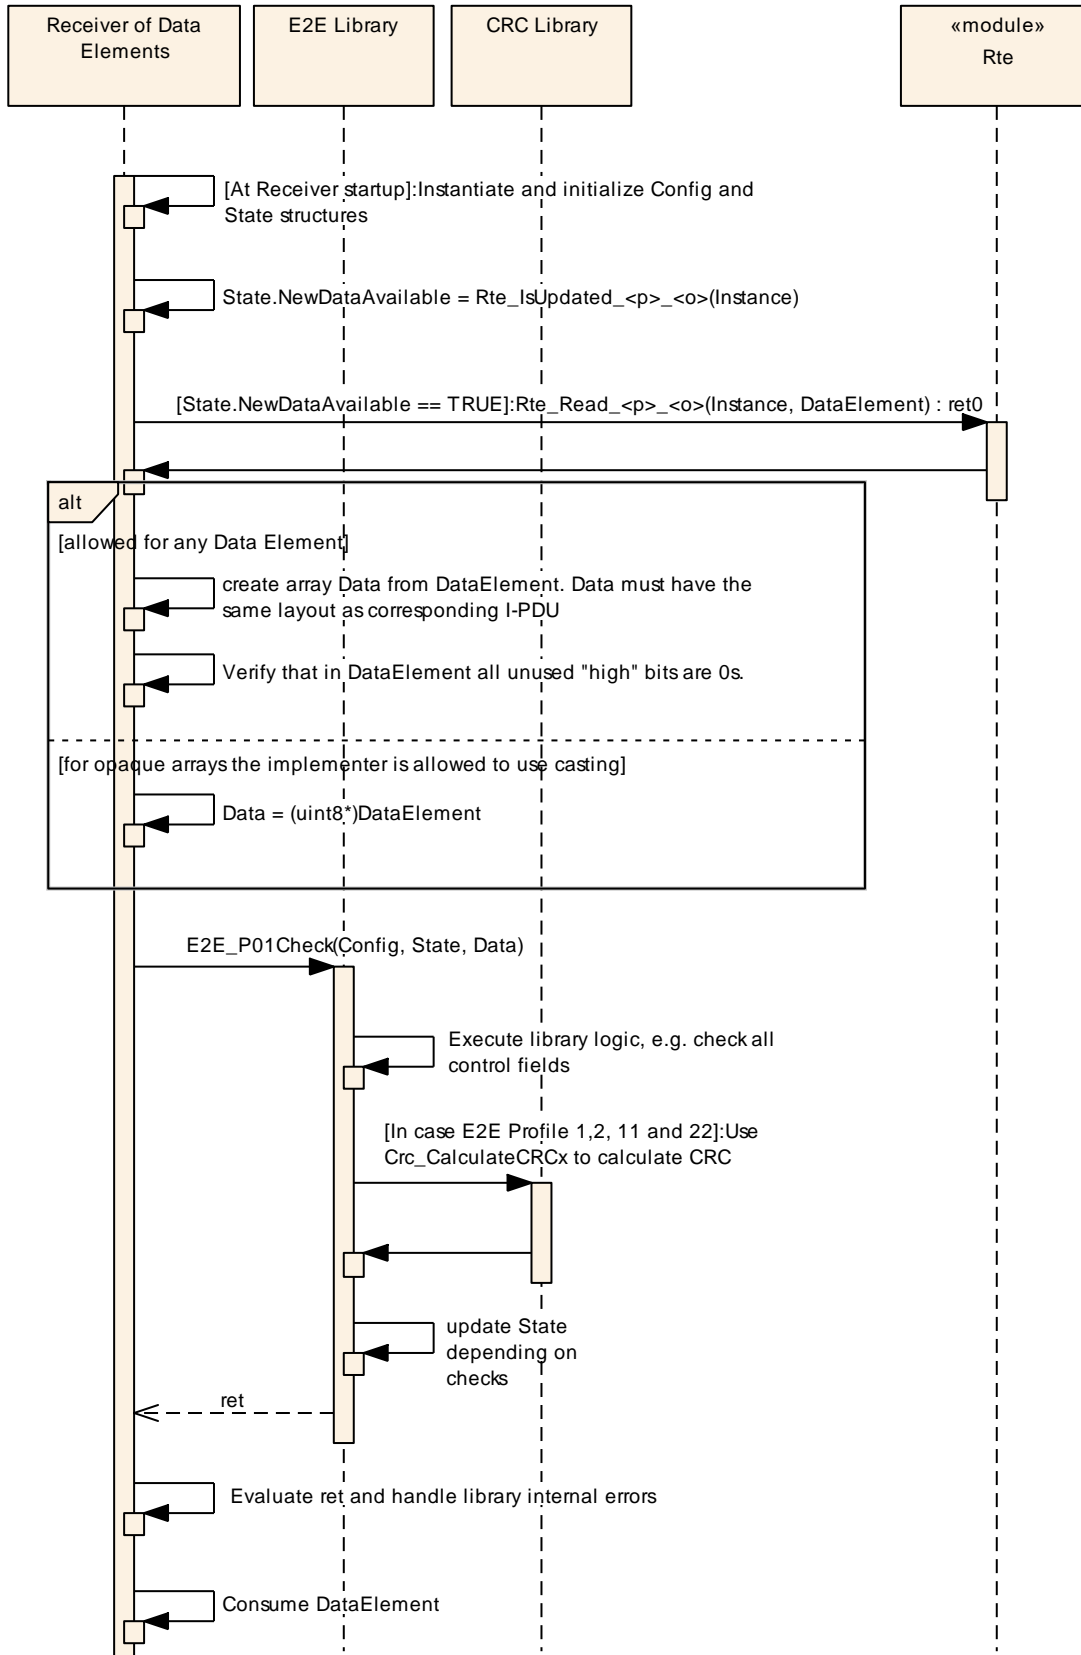 Receiver of Data
Elements
E2E Library
CRC Library
«module»
Rte
[At Receiver startup]:Instantiate and initialize Config and
State structures
State.NewDataAvailable = Rte_IsUpdated_<p>_<o>(Instance)
[State.NewDataAvailable == TRUE]:Rte_Read_<p>_<o>(Instance, DataElement) : ret0
alt
[allowed for any Data Element]
create array Data from DataElement. Data must have the
same layout as corresponding I-PDU
Verify that in DataElement all unused "high" bits are 0s.
[for opaque arrays the implementer is allowed to use casting]
Data = (uint8*)DataElement
E2E_P01Check(Config, State, Data)
Execute library logic, e.g. check all
control fields
[In case E2E Profile 1,2, 11 and 22]:Use
Crc_CalculateCRCx to calculate CRC
update State
depending on
checks
ret
Evaluate ret and handle library internal errors
Consume DataElement